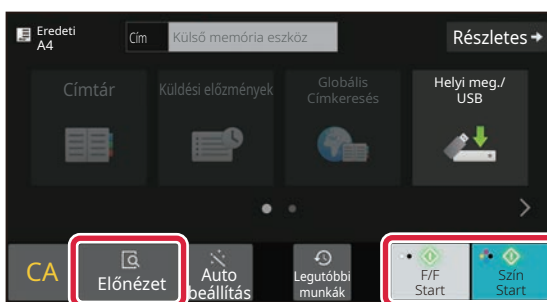 Eredeti
A4
Cím
Külső memória eszköz
Részletes
Címtár
Küldési előzmények
Globális
Címkeresés
Helyi meg./
USB
CA
Előnézet
Auto
beállítás
Legutóbbi
munkák
F/F
Start
Szín
Start